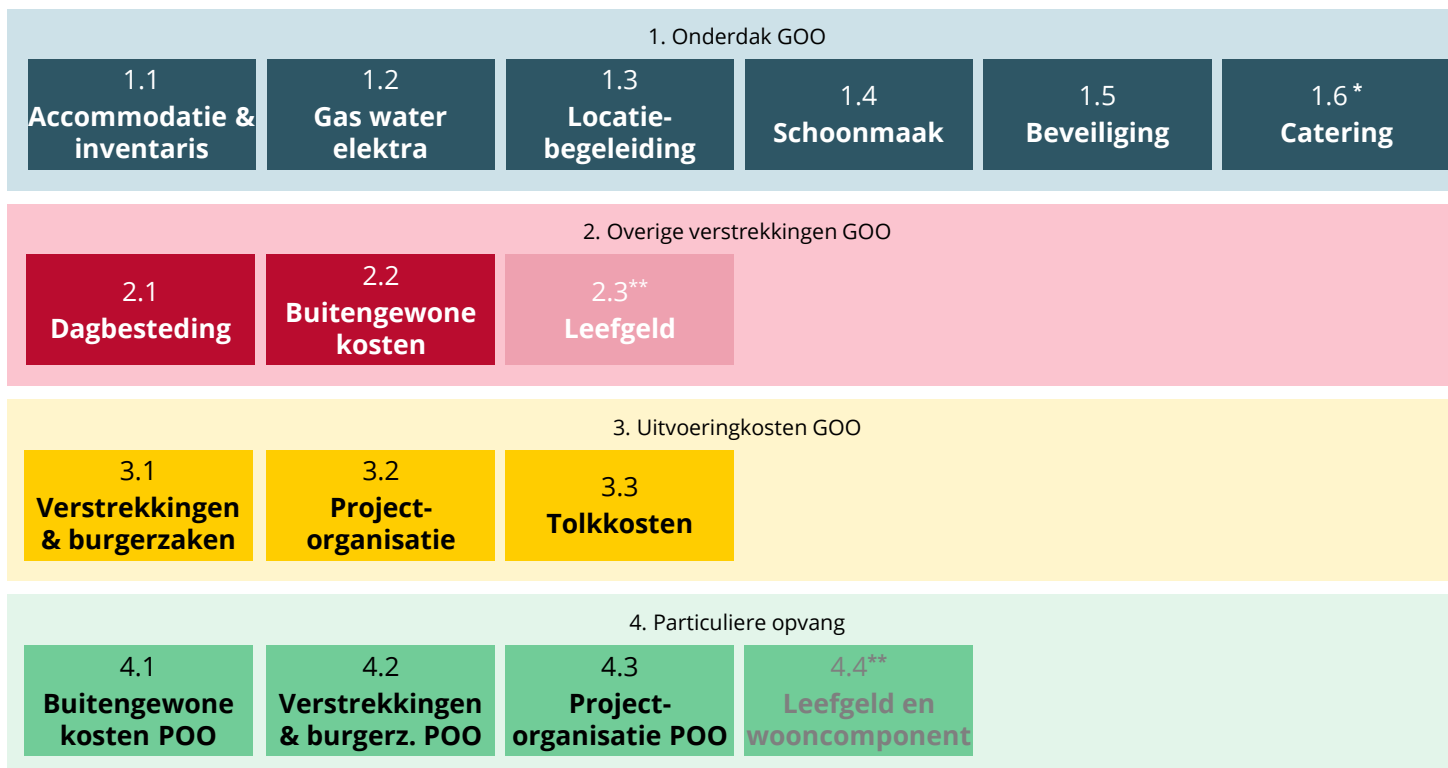 1. Onderdak GOO
1.1
Accommodatie &
inventaris
1.2
Gas water
elektra
1.3
Locatie-
begeleiding
1.4
Schoonmaak
1.5
Beveiliging
1.6 *
Catering
2. Overige verstrekkingen GOO
2.1
Dagbesteding
2.2
Buitengewone
kosten
2.3**
Leefgeld
3. Uitvoeringkosten GOO
3.1
Verstrekkingen
& burgerzaken
3.2
Project-
organisatie
3.3
Tolkkosten
4. Particuliere opvang
4.1
Buitengewone
kosten POO
4.2
Verstrekkingen
& burgerz. POO
4.3
Project-
organisatie POO
4.4**
Leefgeld en
wooncomponent